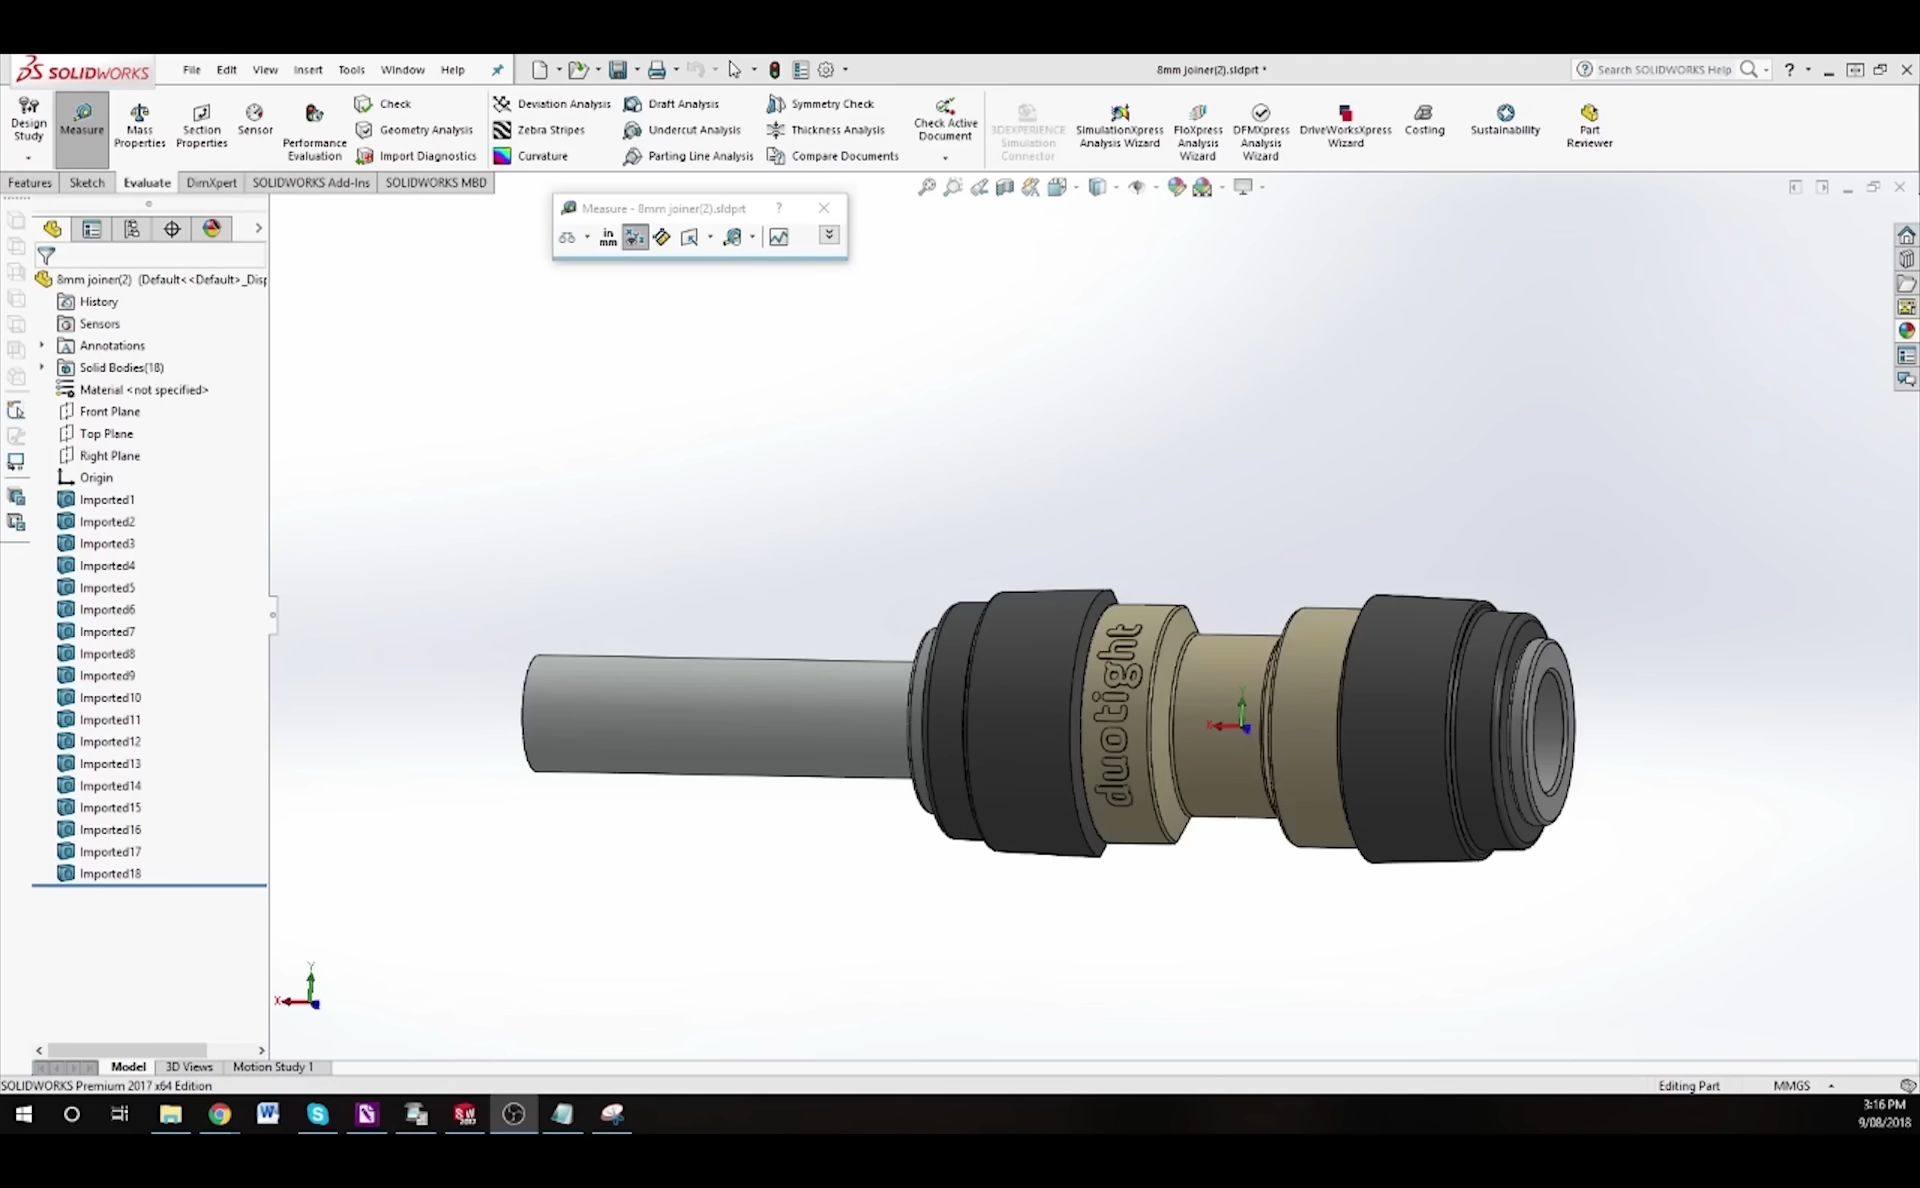 SOLIDWORKS File Edit View Insert Tools Window Help 8mm joiner(2).sldprt * Search SOLIDWORKS Help ?
Design Study
Measure
Mass Properties
Section Properties
Sensor
Performance Evaluation
Check
Geometry Analysis
Import Diagnostics
Deviation Analysis
Zebra Stripes
Curvature
Draft Analysis
Undercut Analysis
Parting Line Analysis
Symmetry Check
Thickness Analysis
Compare Documents
Check Active Document
3DEXPERIENCE Simulation Connector
SimulationXpress Analysis Wizard
FloXpress Analysis Wizard
DFMXpress Analysis Wizard
DriveWorksXpress Wizard
Costing
Sustainability
Part Reviewer
Features Sketch Evaluate DimXpert SOLIDWORKS Add-Ins SOLIDWORKS MBD
Measure - 8mm joiner(2).sldprt ?
in
mm
8mm joiner(2) (Default<<Default>_Disp
History
Sensors
Annotations
Solid Bodies(18)
Material <not specified>
Front Plane
Top Plane
Right Plane
Origin
Imported1
Imported2
Imported3
Imported4
Imported5
Imported6
Imported7
Imported8
Imported9
Imported10
Imported11
Imported12
Imported13
Imported14
Imported15
Imported16
Imported17
Imported18
duotight
Y
X
Y
X
Model 3D Views Motion Study 1
SOLIDWORKS Premium 2017 x64 Edition Editing Part MMGS
3:16 PM
9/08/2018